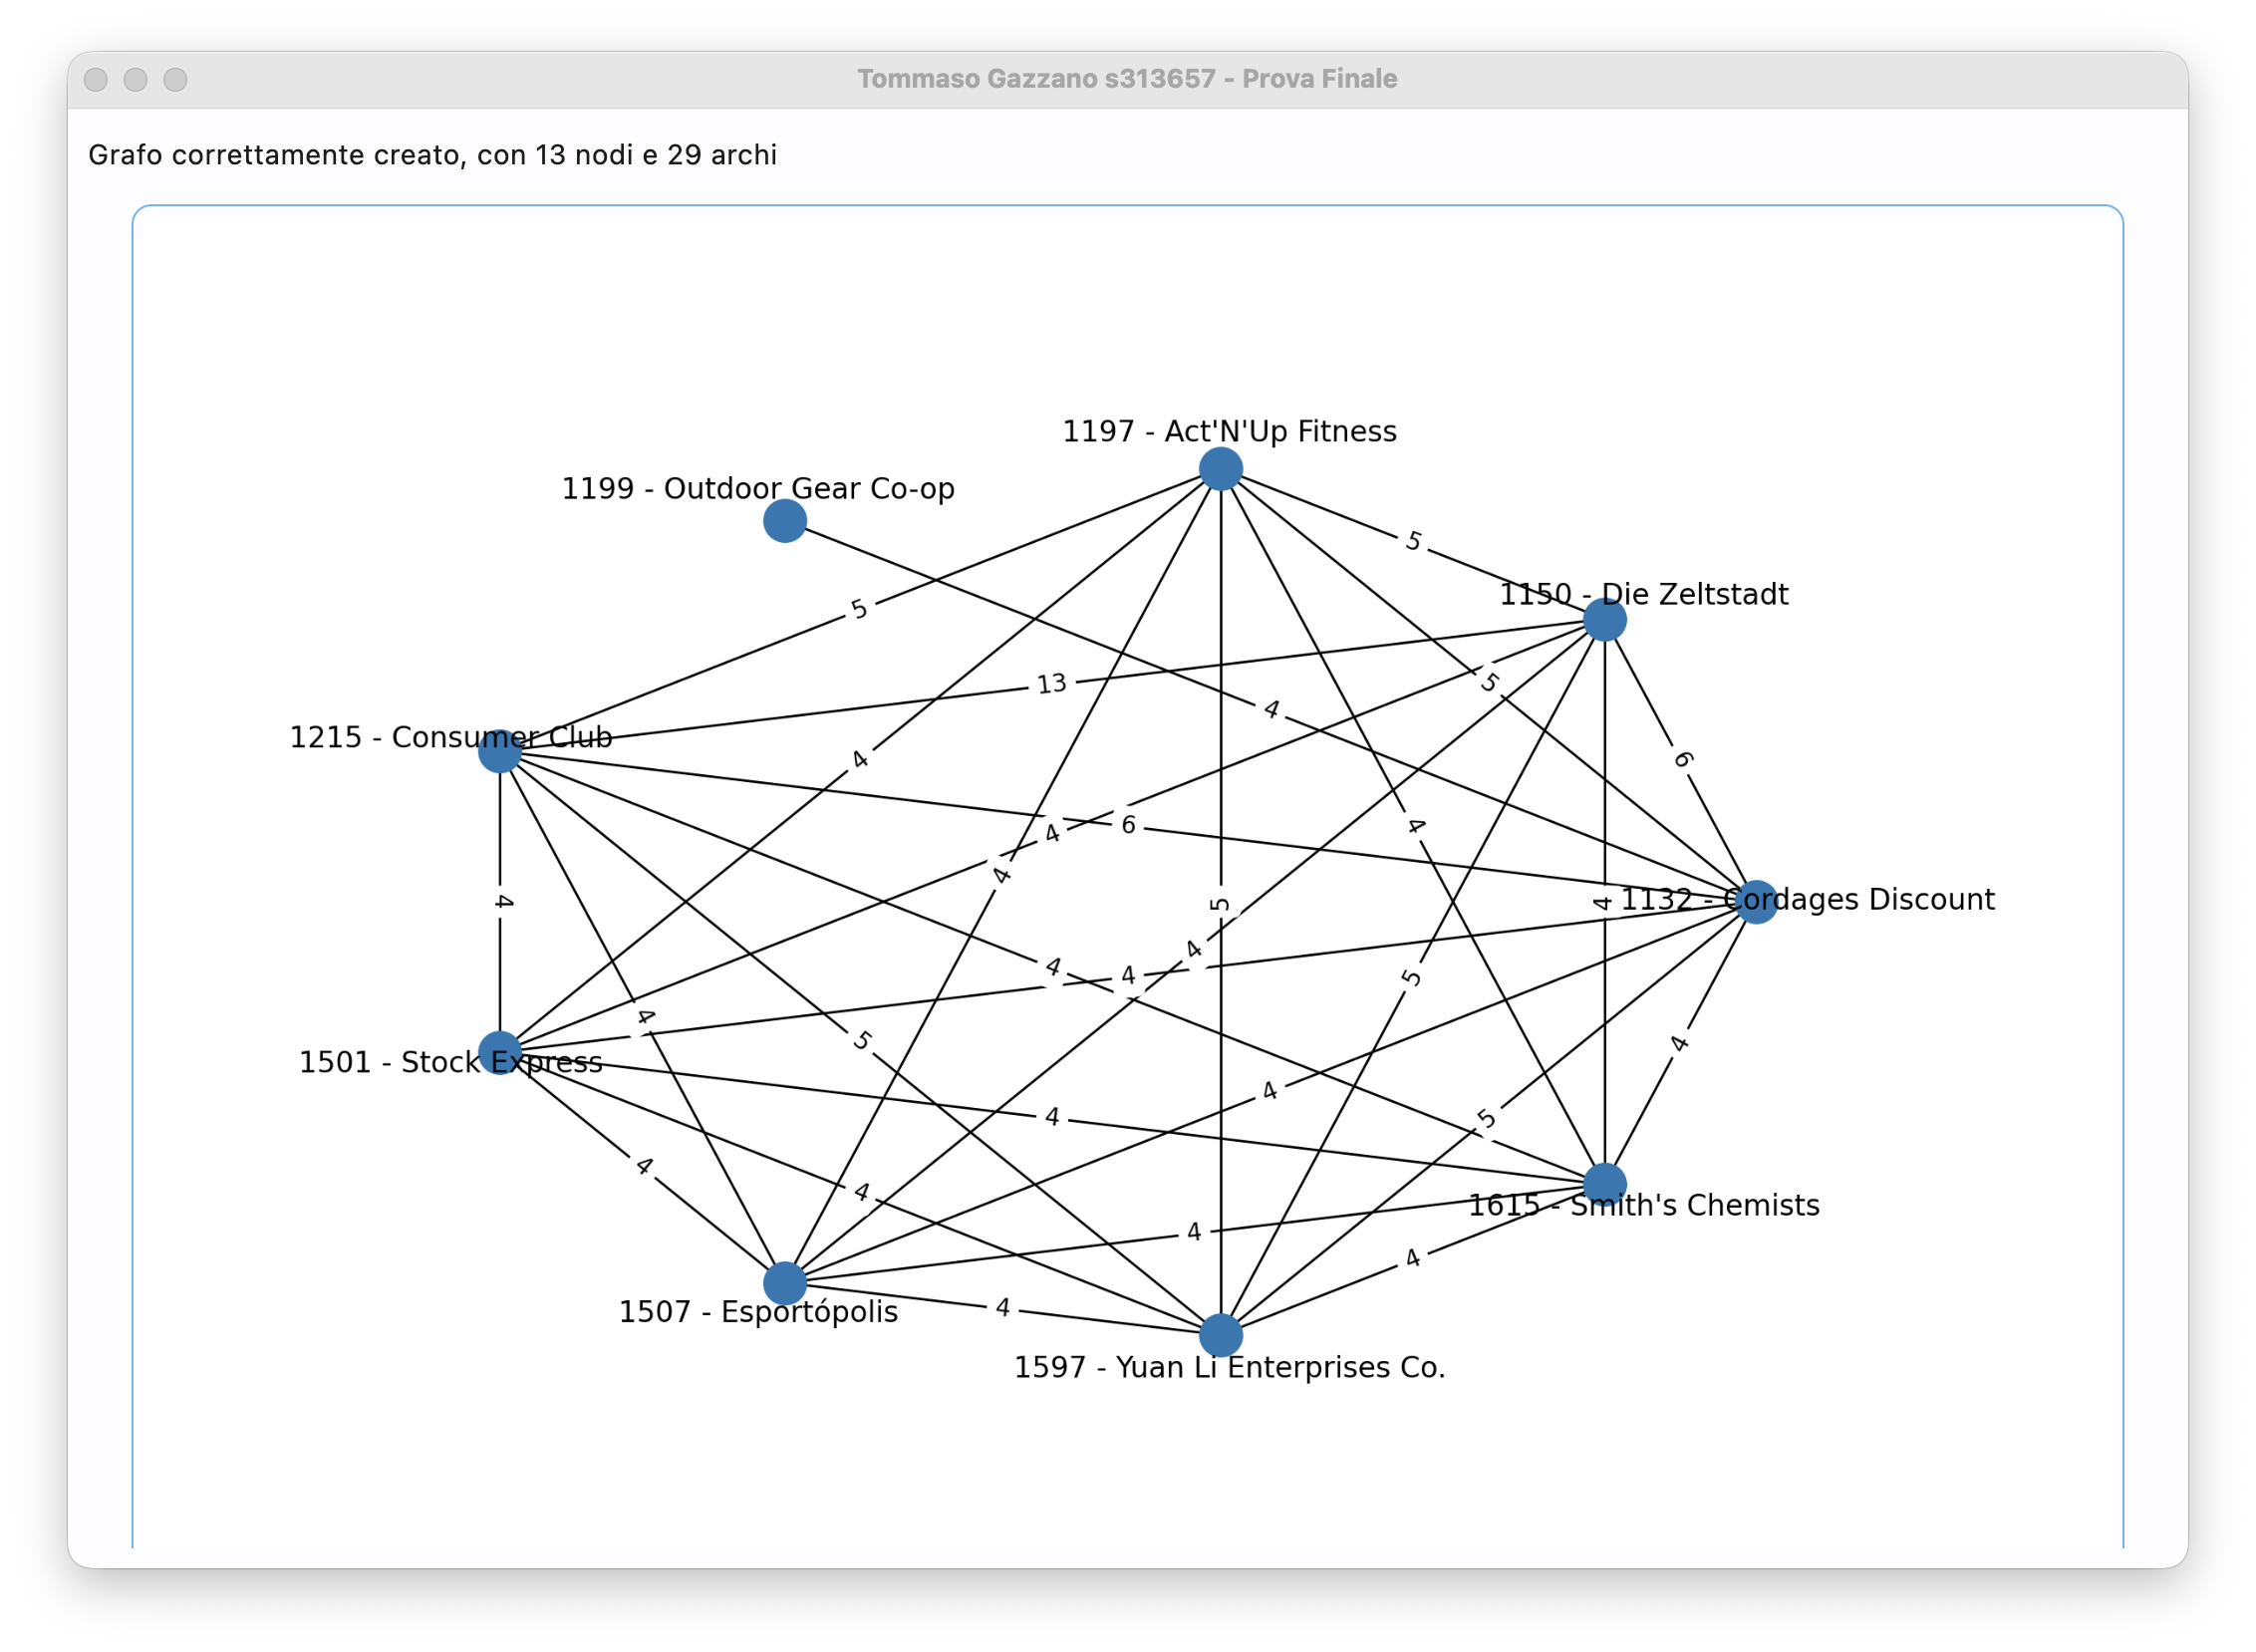 Tommaso Gazzano s313657 - Prova Finale
Grafo correttamente creato, con 13 nodi e 29 archi
1197 - Act'N'Up Fitness
1199 - Outdoor Gear Co-op
5
1150 - Die Zeltstadt
5
13
5
4
1215 - Consumer Club
4
6
6
4
4
4
4
5
4
1132 - Cordages Discount
4
4
4
5
4
5
4
1501 - Stock Express
4
4
5
4
4
4
1615 - Smith's Chemists
4
4
4
1507 - Esportópolis
1597 - Yuan Li Enterprises Co.